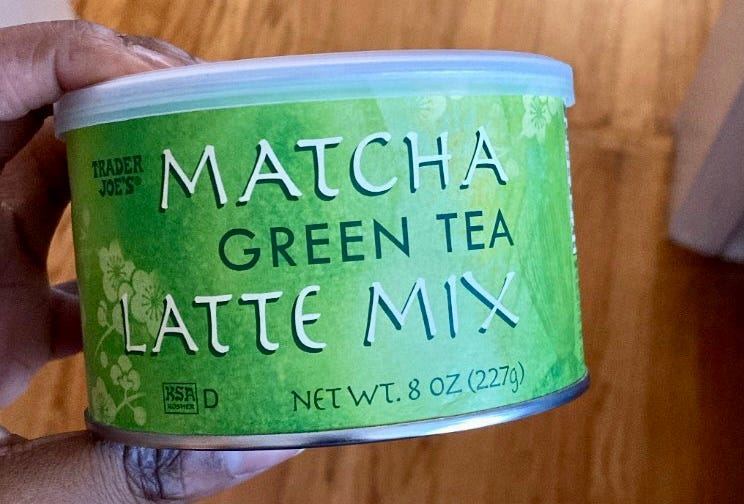 TRADER
JOE'S®
MATCHA
GREEN TEA
LATTE MIX
KSA
KOSHER
D
NET WT. 8 OZ (227g)